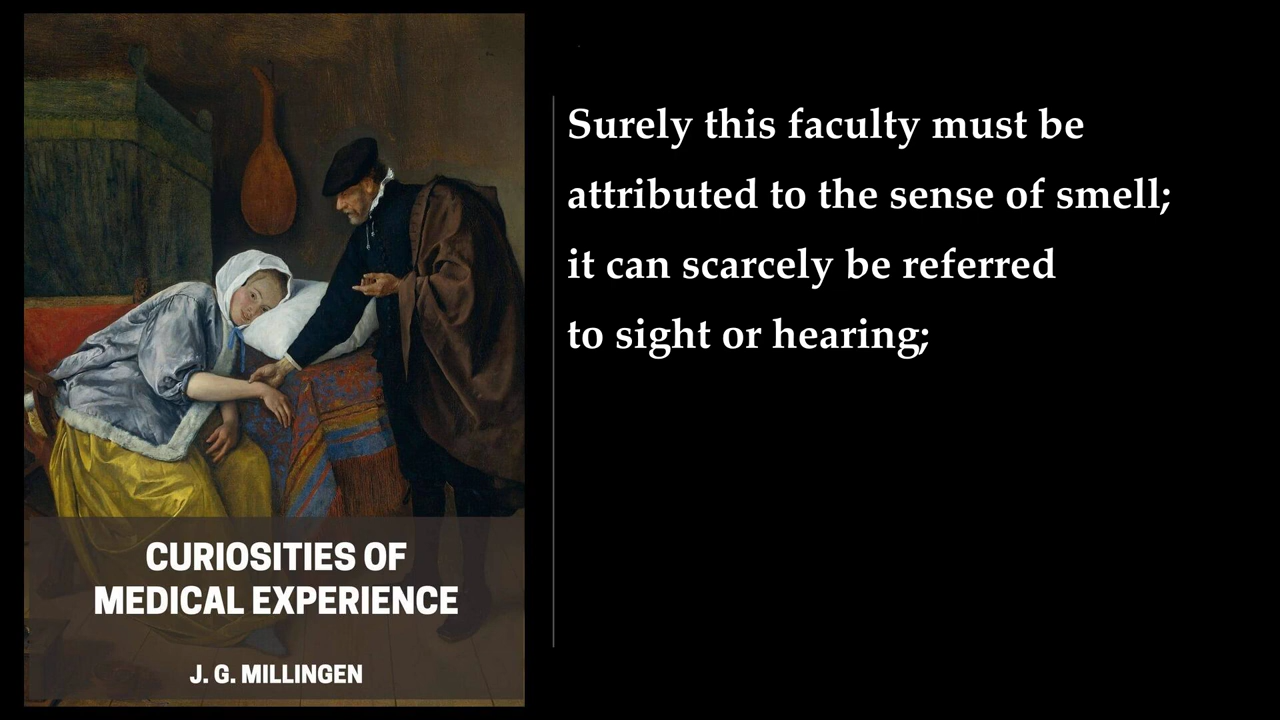 CURIOSITIES OF
MEDICAL EXPERIENCE
J. G. MILLINGEN
Surely this faculty must be
attributed to the sense of smell;
it can scarcely be referred
to sight or hearing;